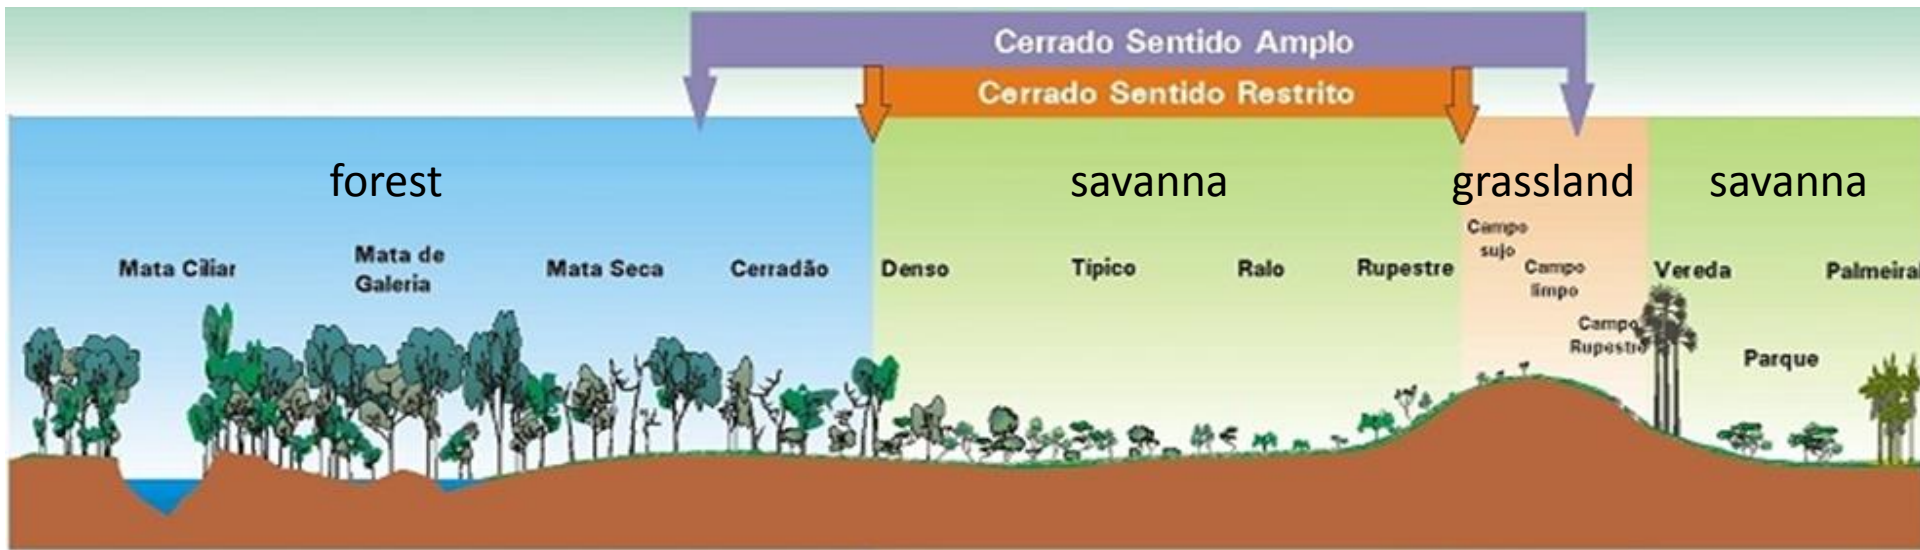 Cerrado Sentido Amplo
Cerrado Sentido Restrito
forest
savanna
grassland
savanna
Mata Ciliar
Mata de
Galeria
Mata Seca
Cerradão
Denso
Típico
Ralo
Rupestre
Campo
sujo
Campo
limpo
Campo
Rupestre
Vereda
Parque
Palmeiral